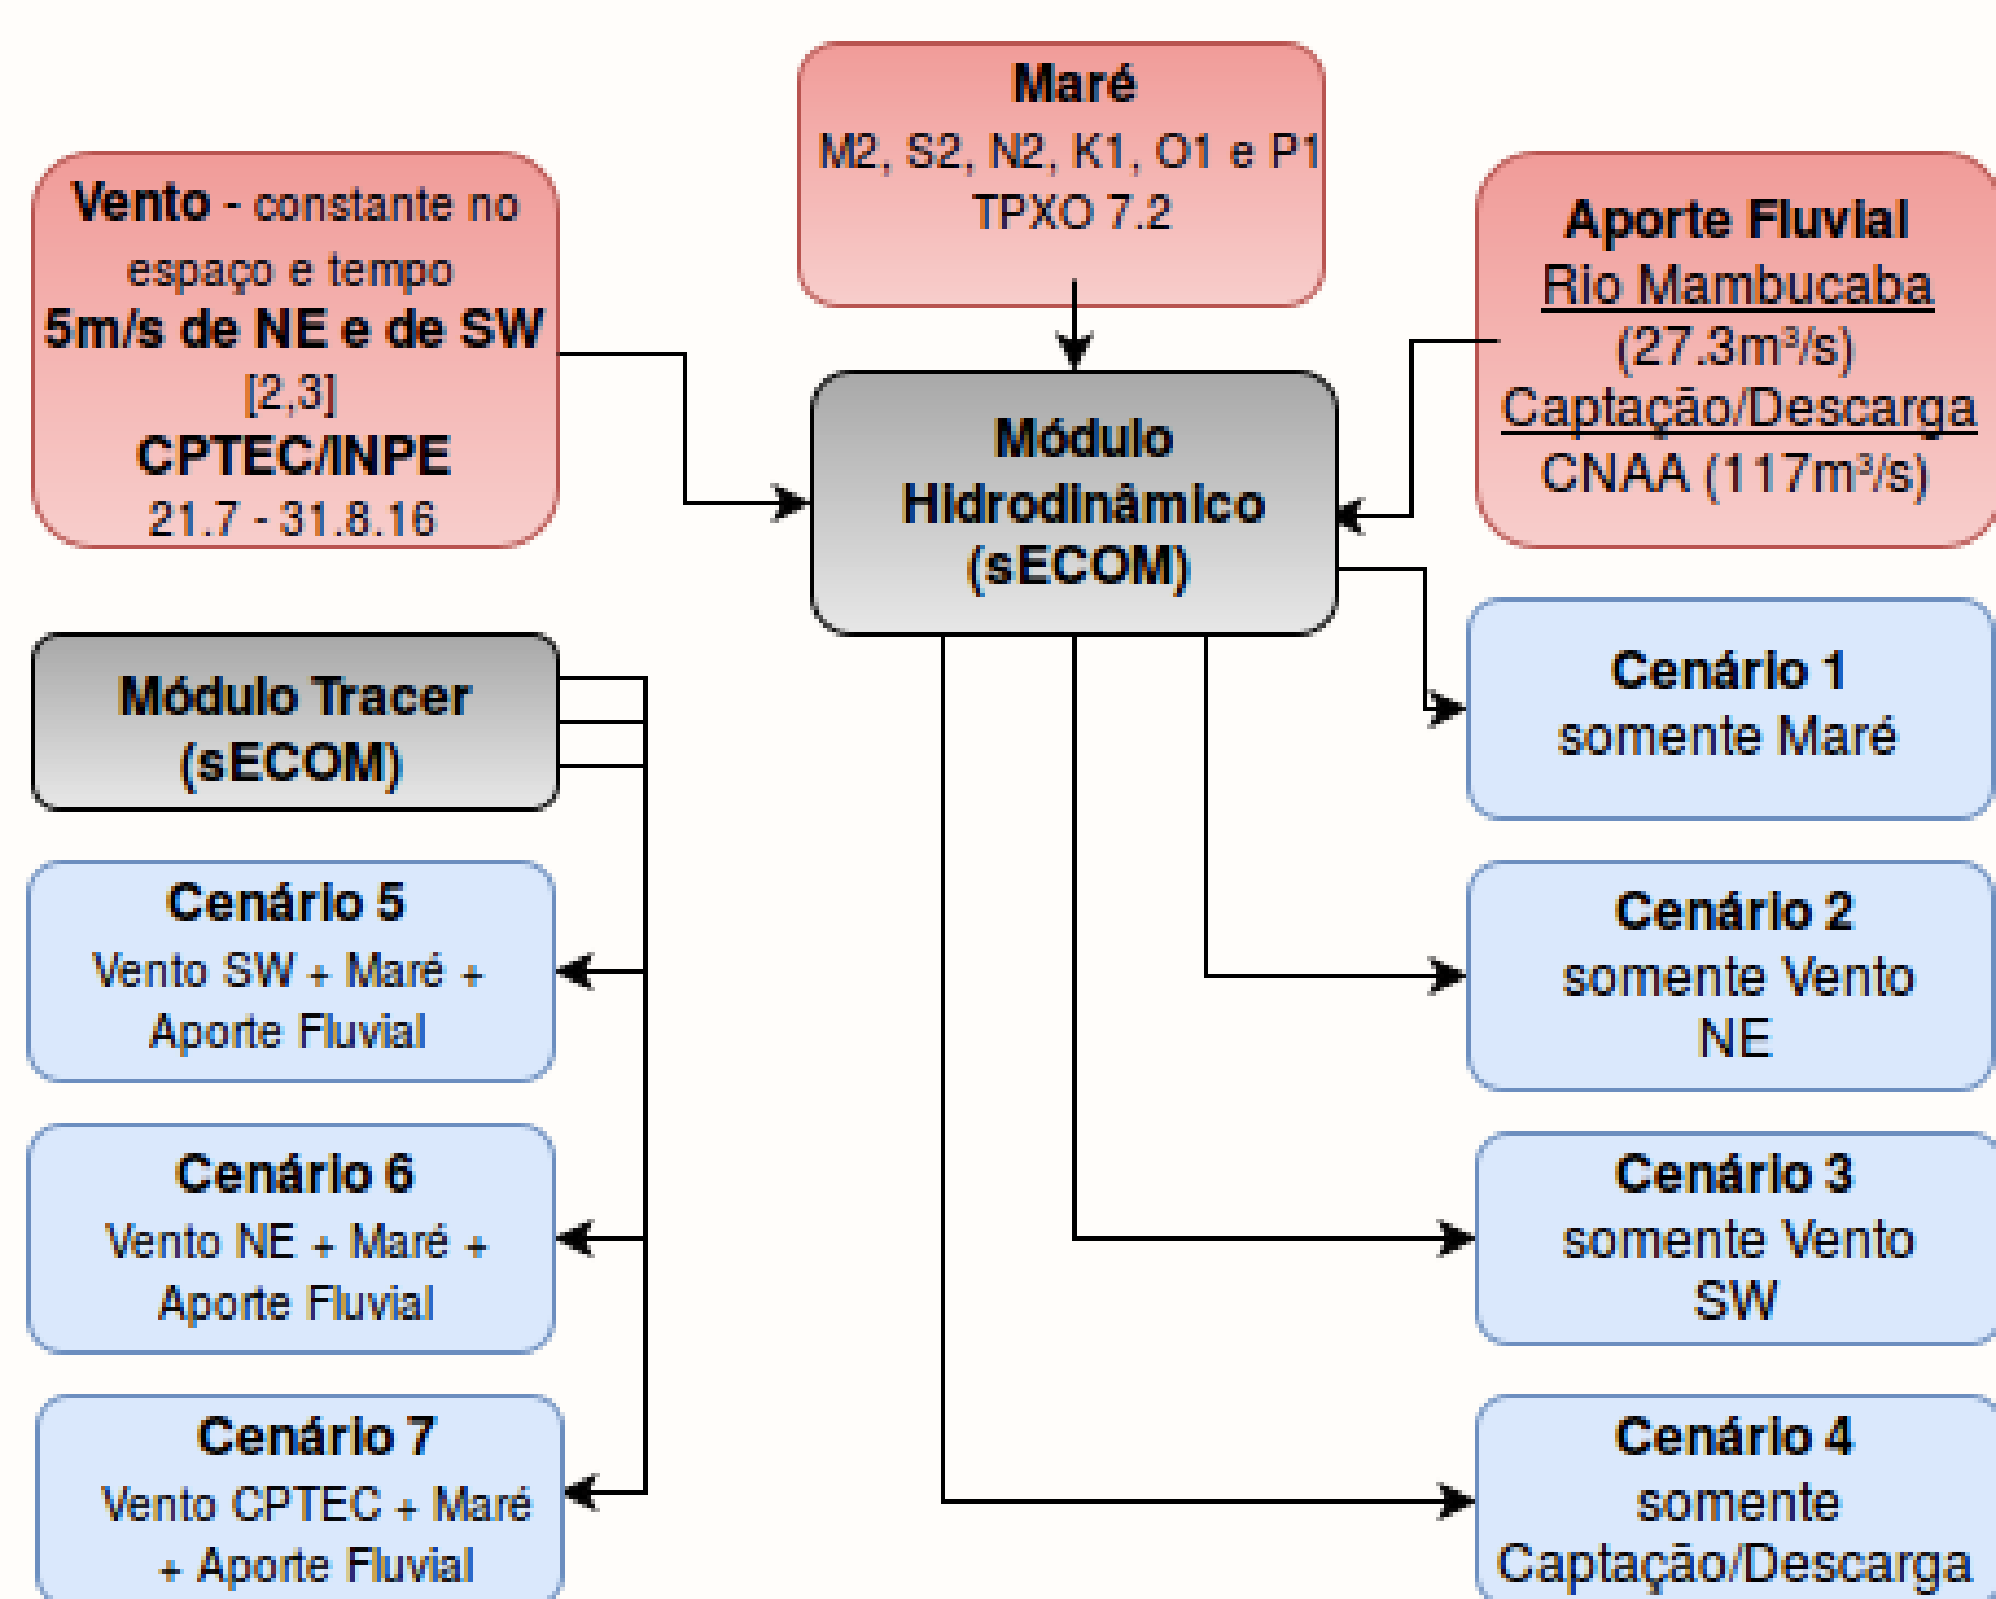 Maré
M2, S2, N2, K1, O1 e P1
TPXO 7.2
Vento - constante no
espaço e tempo
5m/s de NE e de SW
[2,3]
CPTEC/INPE
21.7 - 31.8.16
Aporte Fluvial
Rio Mambucaba
(27.3m³/s)
Captação/Descarga
CNAA (117m³/s)
Módulo
Hidrodinâmico
(sECOM)
Módulo Tracer
(sECOM)
Cenário 1
somente Maré
Cenário 2
somente Vento
NE
Cenário 3
somente Vento
SW
Cenário 4
somente
Captação/Descarga
Cenário 5
Vento SW + Maré +
Aporte Fluvial
Cenário 6
Vento NE + Maré +
Aporte Fluvial
Cenário 7
Vento CPTEC + Maré
+ Aporte Fluvial